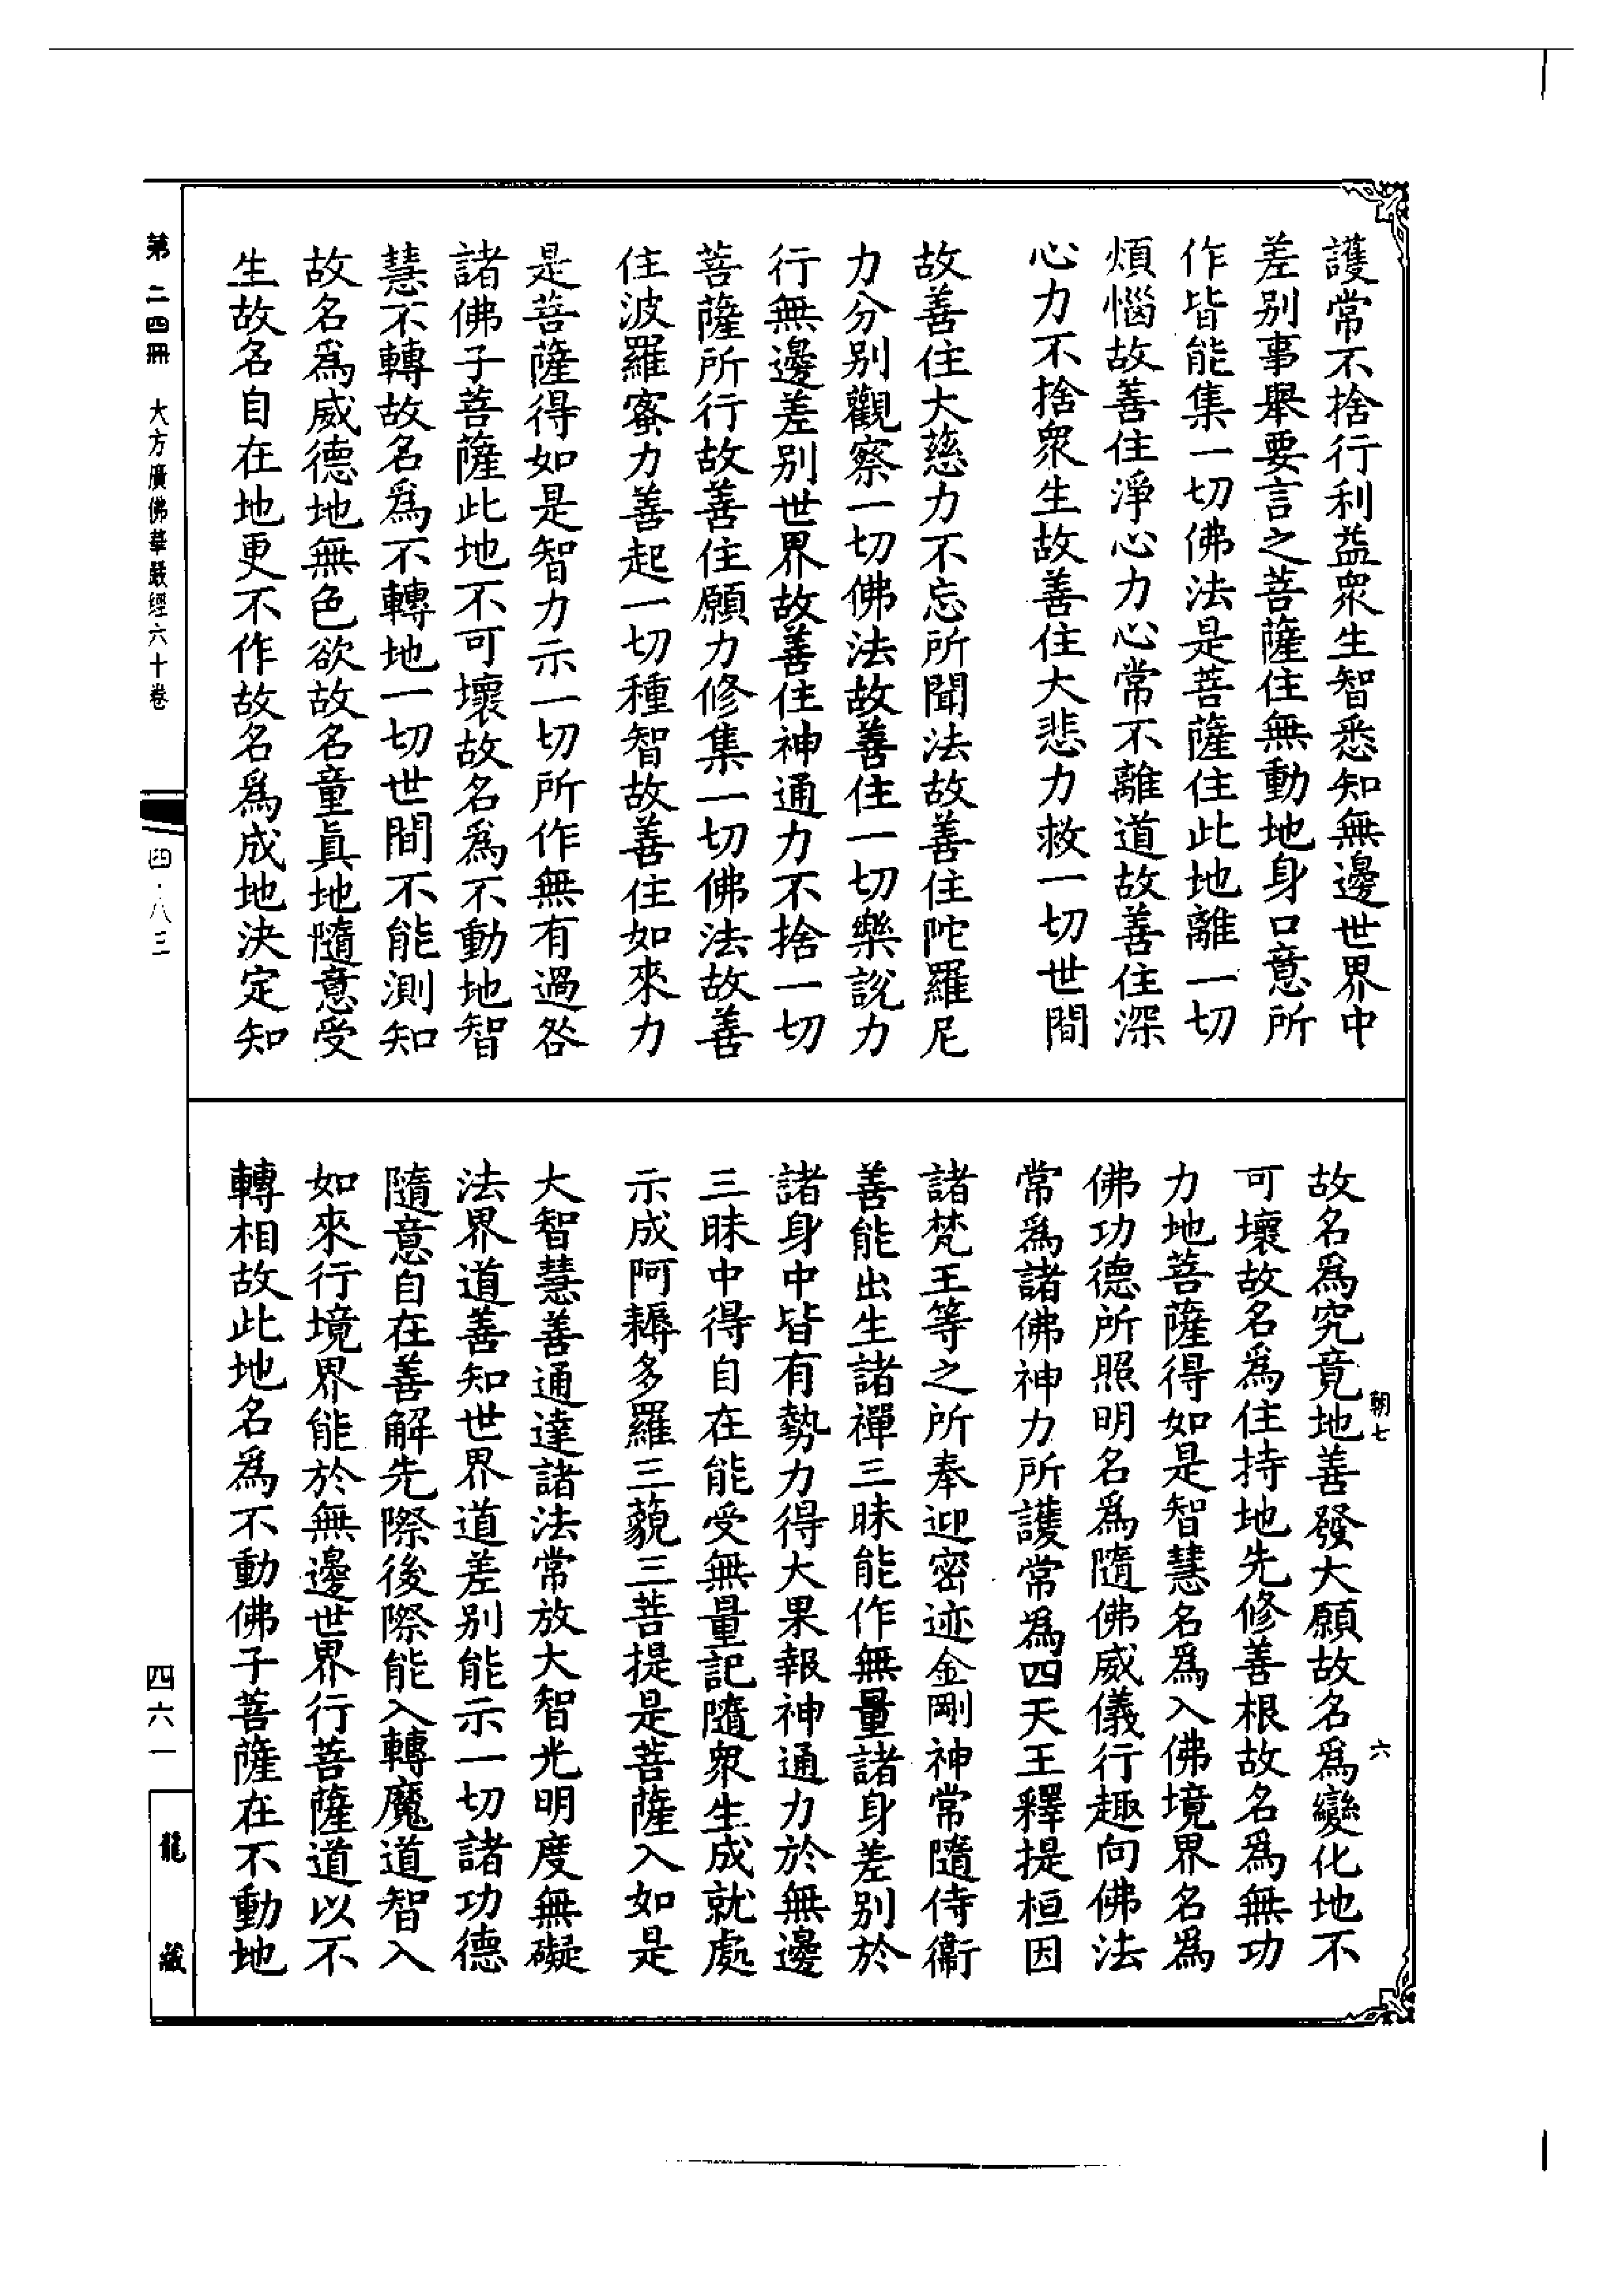 護常不捨行利益衆生智悉知無邊世界中
差别事舉要言之菩薩住無動地身口意所
作皆能集一切佛法是菩薩住此地離一切
煩惱故善住淨心力心常不離道故善住深
心力不捨衆生故善住大悲力救一切世間
故善住大慈力不忘所聞法故善住陀羅尼
力分别觀察一切佛法故善住一切樂說力
行無邊差别世界故善住神通力不捨一切
菩薩所行故善住願力修集一切佛法故善
住波羅蜜力善起一切種智故善住如來力
是菩薩得如是智力示一切所作無有過咎
諸佛子菩薩此地不可壞故名爲不動地智
慧不轉故名爲不轉地一切世間不能測知
故名爲威德地無色欲故名童眞地隨意受
生故名自在地更不作故名爲成地決定知
故名爲究竟地善發大願故名爲變化地不
可壞故名爲住持地先修善根故名爲無功
力地菩薩得如是智慧名爲入佛境界名爲
佛功德所照明名爲隨佛威儀行趣向佛法
常爲諸佛神力所護常爲四天王釋提桓因
諸梵王等之所奉迎密迹金剛神常隨侍衛
善能出生諸禪三昧能作無量諸身差别於
諸身中皆有勢力得大果報神通力於無邊
三昧中得自在能受無量記隨衆生成就處
示成阿耨多羅三藐三菩提是菩薩入如是
大智慧善通達諸法常放大智光明度無礙
法界道善知世界道差别能示一切諸功德
隨意自在善解先際後際能入轉魔道智入
如來行境界能於無邊世界行菩薩道以不
轉相故此地名爲不動佛子菩薩在不動地
朝七
六
第二四冊 大方廣佛華嚴經六十卷
四·八三
四六一
龍藏